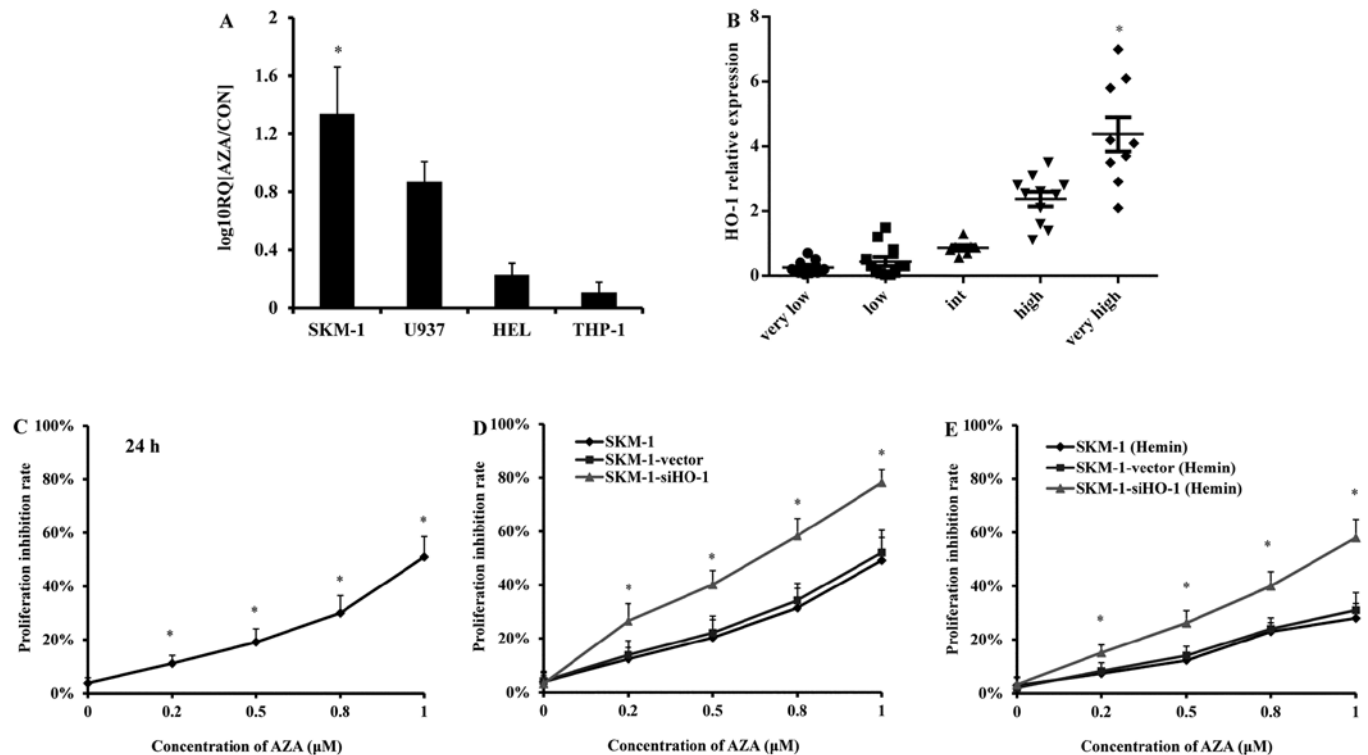 A
log10RQ[AZA/CON]
2
1.6
1.2
0.8
0.4
0
*
SKM-1 U937 HEL THP-1
B
HO-1 relative expression
8
6
4
2
0
*
very low low int high very high
C
24 h
Proliferation inhibition rate
100%
80%
60%
40%
20%
0%
* * * *
0 0.2 0.5 0.8 1
Concentration of AZA (μM)
D
SKM-1
SKM-1-vector
SKM-1-siHO-1
Proliferation inhibition rate
100%
80%
60%
40%
20%
0%
* * * * *
0 0.2 0.5 0.8 1
Concentration of AZA (μM)
E
SKM-1 (Hemin)
SKM-1-vector (Hemin)
SKM-1-siHO-1 (Hemin)
Proliferation inhibition rate
100%
80%
60%
40%
20%
0%
* * * *
0 0.2 0.5 0.8 1
Concentration of AZA (μM)